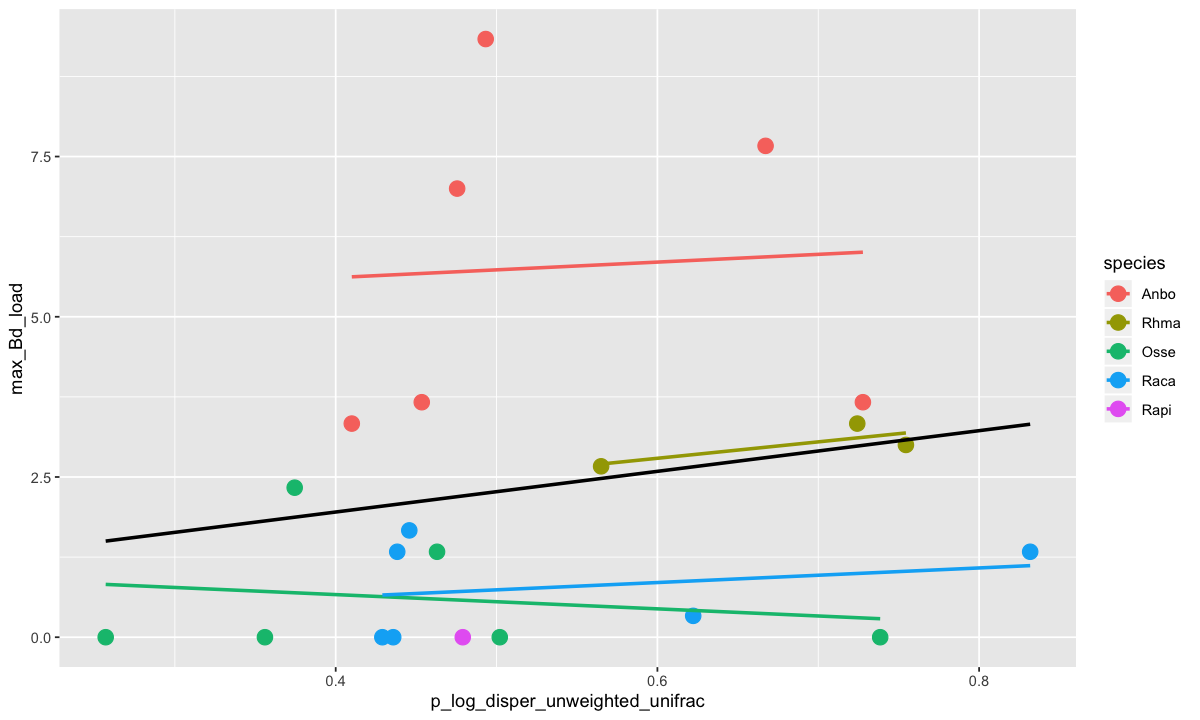 7.5
5.0
2.5
0.0
max_Bd_load
0.4
0.6
0.8
p_log_disper_unweighted_unifrac
species
Anbo
Rhma
Osse
Raca
Rapi